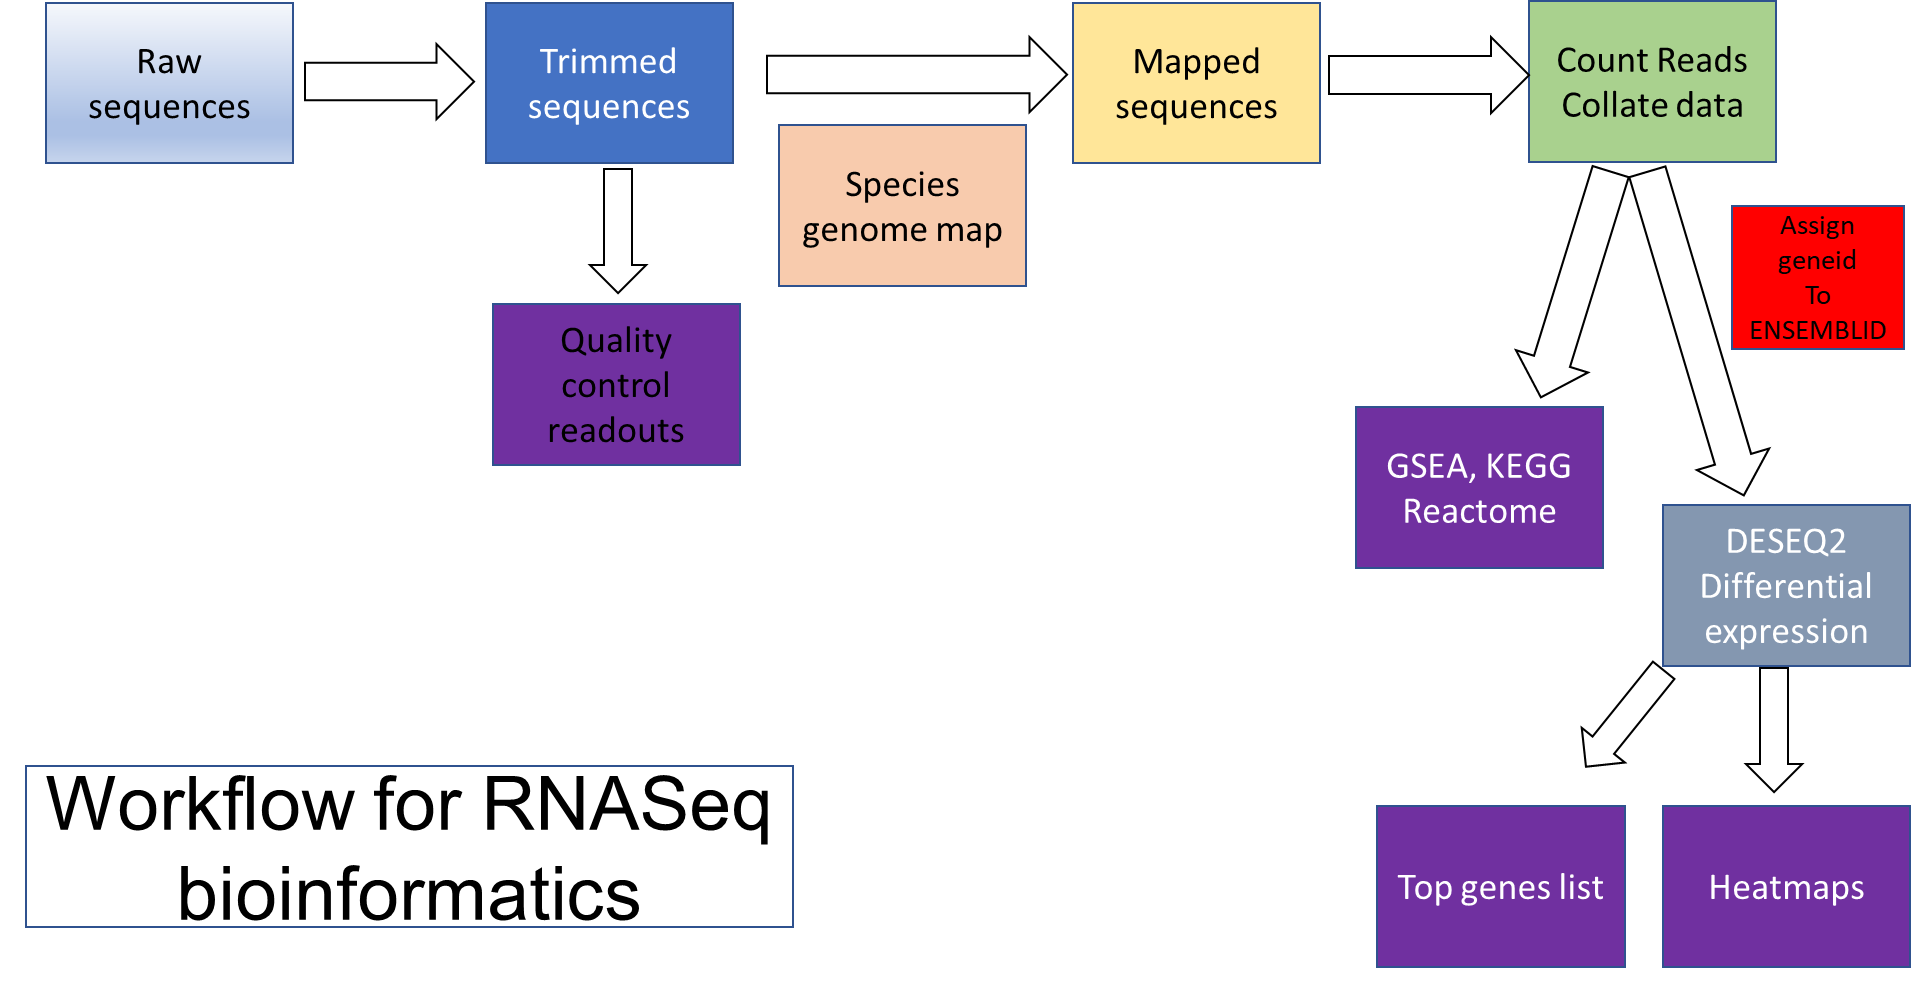 Raw
sequences
Trimmed
sequences
Mapped
sequences
Count Reads
Collate data
Species
genome map
Assign
geneid
To
ENSEMBLID
Quality
control
readouts
GSEA, KEGG
Reactome
DESEQ2
Differential
expression
Workflow for RNASeq
bioinformatics
Top genes list
Heatmaps